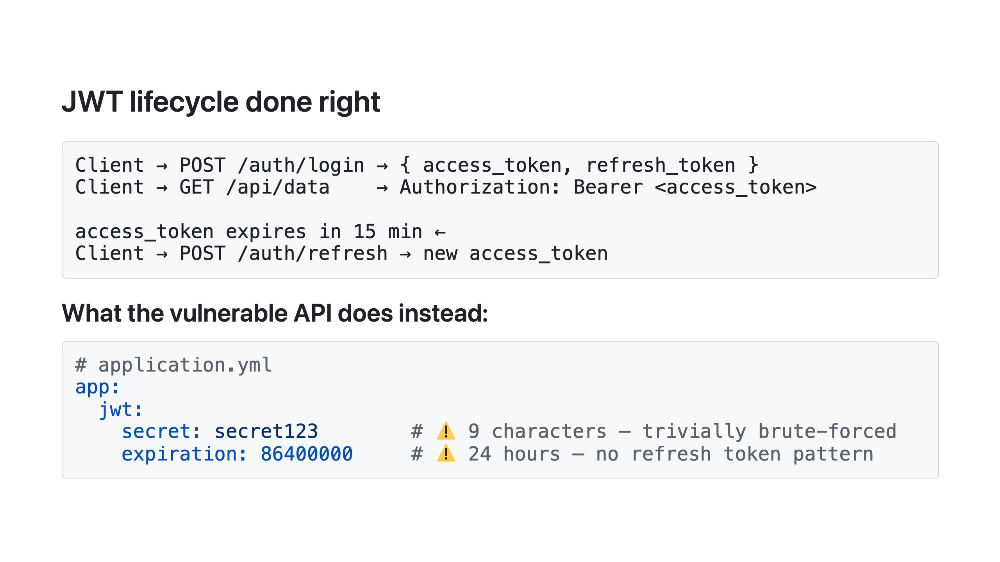 JWT lifecycle done right
Client → POST /auth/login → { access_token, refresh_token }
Client → GET /api/data    → Authorization: Bearer <access_token>
access_token expires in 15 min ←
Client → POST /auth/refresh → new access_token
What the vulnerable API does instead:
# application.yml
app:
  jwt:
    secret: secret123        # ⚠️ 9 characters — trivially brute-forced
    expiration: 86400000     # ⚠️ 24 hours — no refresh token pattern